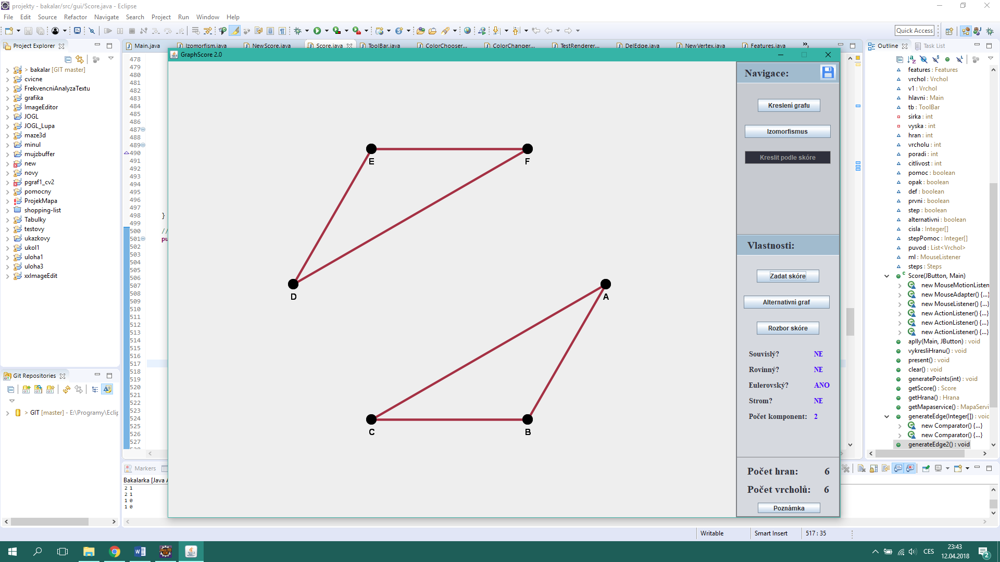 projekty - bakalar/src/gui/Score.java - Eclipse
File Edit Source Refactor Navigate Search Project Run Window Help
Quick Access
Project Explorer
> bakalar [GIT master]
cvicne
FrekvencniAnalyzaTextu
grafika
ImageEditor
JOGL
JOGL_Lupa
maze3d
minul
mujzbuffer
new
novy
pgraf1_cv2
pomocny
ProjekMapa
shopping-list
Tabulky
testovy
ukazkovy
ukol1
uloha1
uloha3
xxImageEdit
Git Repositories
> GIT [master] - E:\Programy\Eclip
Main.java Izomorfism.java NewScore.java Score.java ToolBar.java ColorChooser... ColorChanger... TestRenderer... DelEdge.java NewVertex.java Features.java
478
479
480
481
482
483
484
485
486
487
488
489
490
491
492
493
494
495
496
497
498 }
499
500 //
501 pu
502
503
504
505
506
507
508
509
510
511
512
513
514
515
516
517
518
519
520
521
522
523
524
525
526
527
528
GraphScore 2.0
E
F
D
A
C
B
Navigace:
Kreslení grafu
Izomorfismus
Kreslit podle skóre
Vlastnosti:
Zadat skóre
Alternativní graf
Rozbor skóre
Souvislý? NE
Rovinný? NE
Eulerovský? ANO
Strom? NE
Počet komponent: 2
Počet hran: 6
Počet vrcholů: 6
Poznámka
Outline Task List
features : Features
vrchol : Vrchol
v1 : Vrchol
hlavni : Main
tb : ToolBar
sirka : int
vyska : int
hran : int
vrcholu : int
poradi : int
citlivost : int
pomoc : boolean
opak : boolean
def : boolean
prvni : boolean
step : boolean
alternativni : boolean
cisla : Integer[]
stepPomoc : Integer[]
puvod : List<Vrchol>
ml : MouseListener
steps : Steps
Score(JButton, Main)
new MouseMotionListen
new MouseAdapter() {...}
new MouseListener() {...}
new ActionListener() {...}
new ActionListener() {...}
new ActionListener() {...}
aplly(Main, JButton) : void
vykresliHranu() : void
present() : void
clear() : void
generatePoints(int) : void
getScore() : Score
getHrana() : Hrana
getMapaservice() : MapaServi
generateEdge(Integer[]) : voic
new Comparator() {...}
new Comparator() {...}
generateEdge2() : void
Markers
Bakalarka [Java A
2 1
2 1
1 0
1 0
Writable Smart Insert 517 : 35
CES
23:43
12.04.2018
2